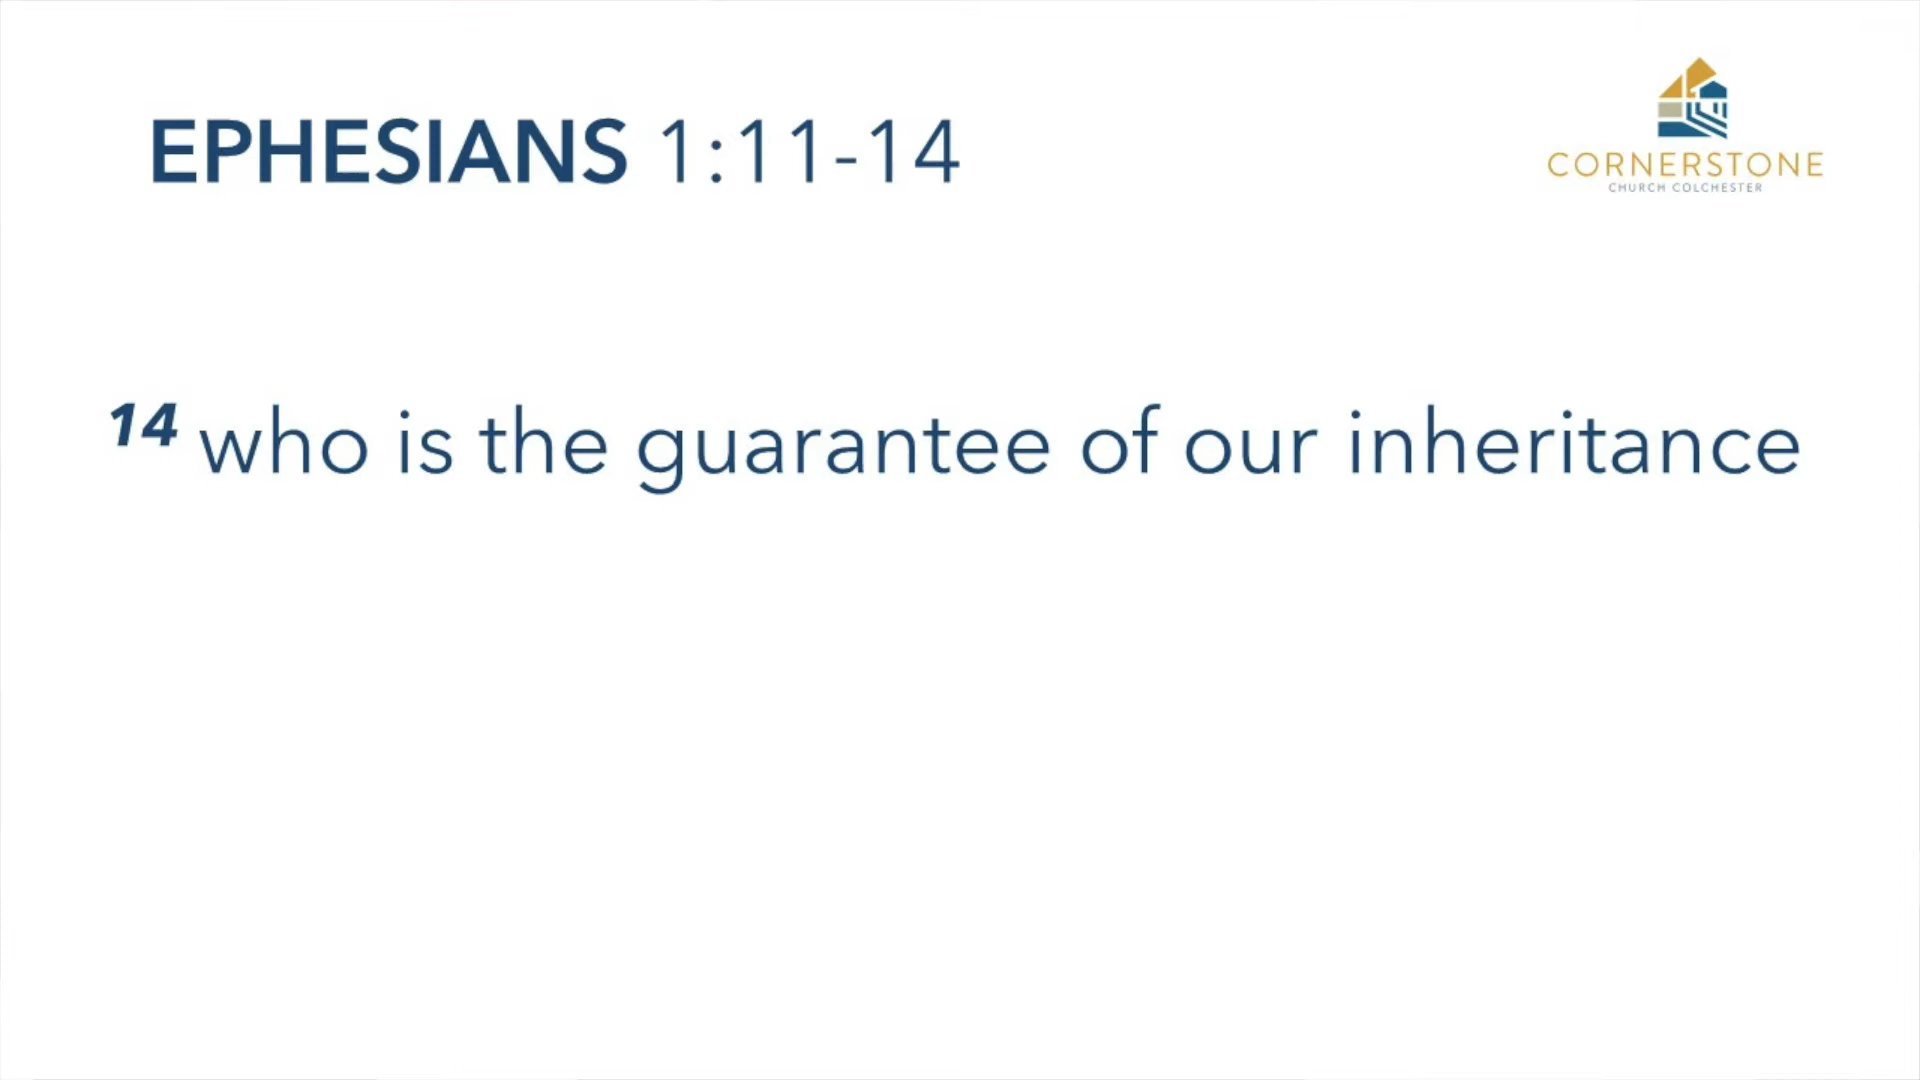 EPHESIANS 1:11-14
CORNERSTONE
CHURCH COLCHESTER
14 who is the guarantee of our inheritance